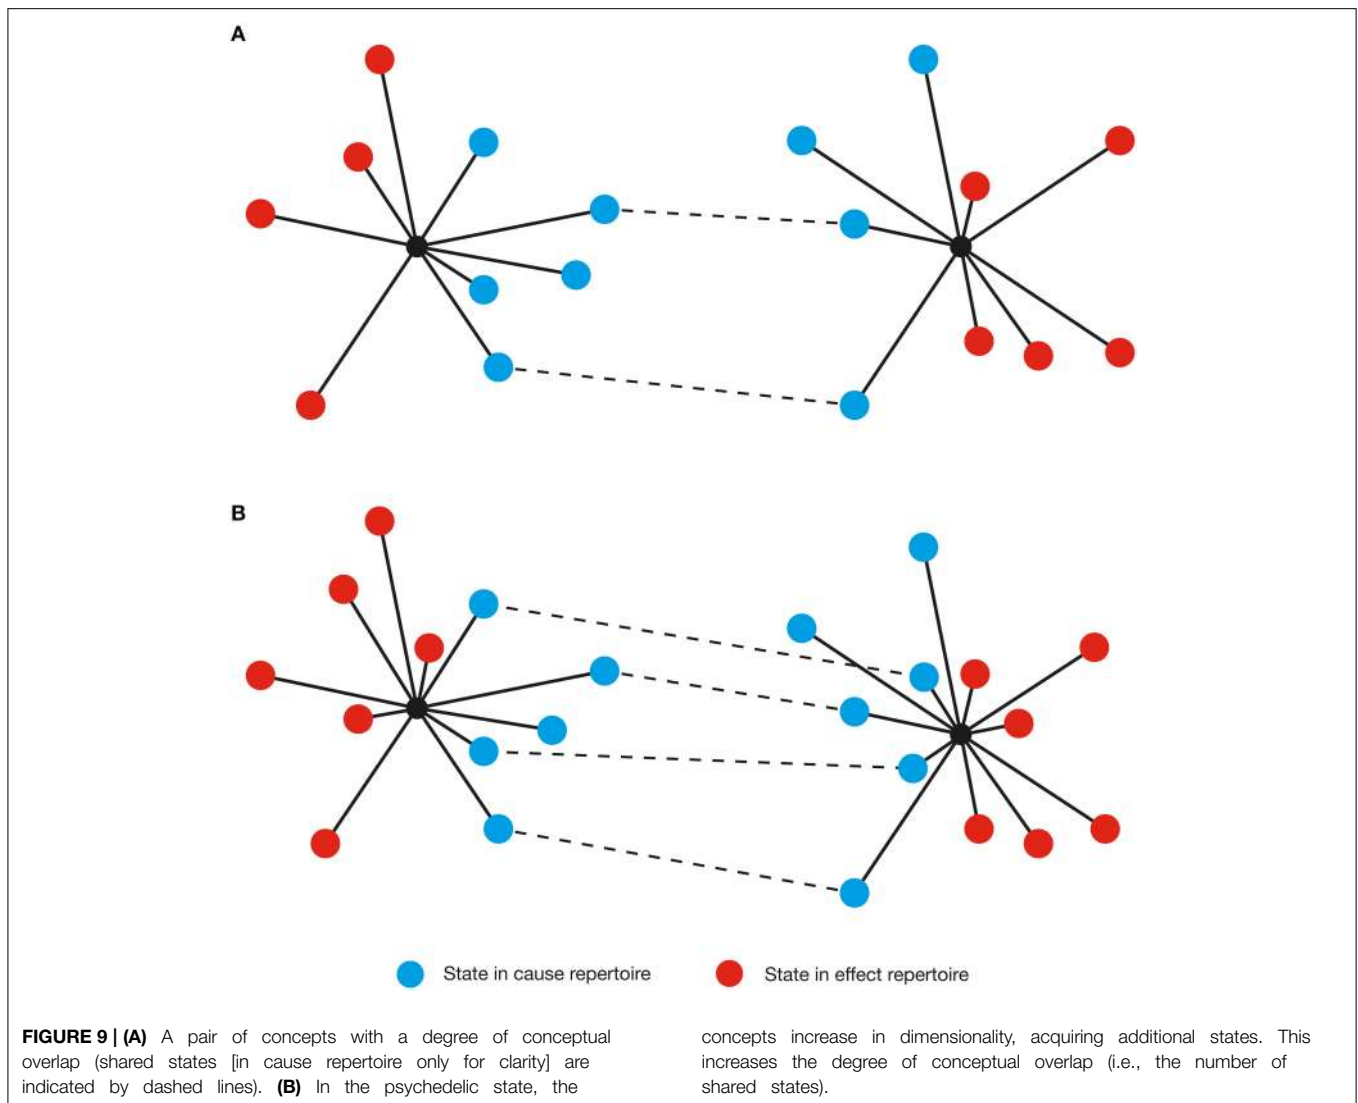 A
B
State in cause repertoire
State in effect repertoire
FIGURE 9 | (A) A pair of concepts with a degree of conceptual
overlap (shared states [in cause repertoire only for clarity] are
indicated by dashed lines). (B) In the psychedelic state, the
concepts increase in dimensionality, acquiring additional states. This
increases the degree of conceptual overlap (i.e., the number of
shared states).